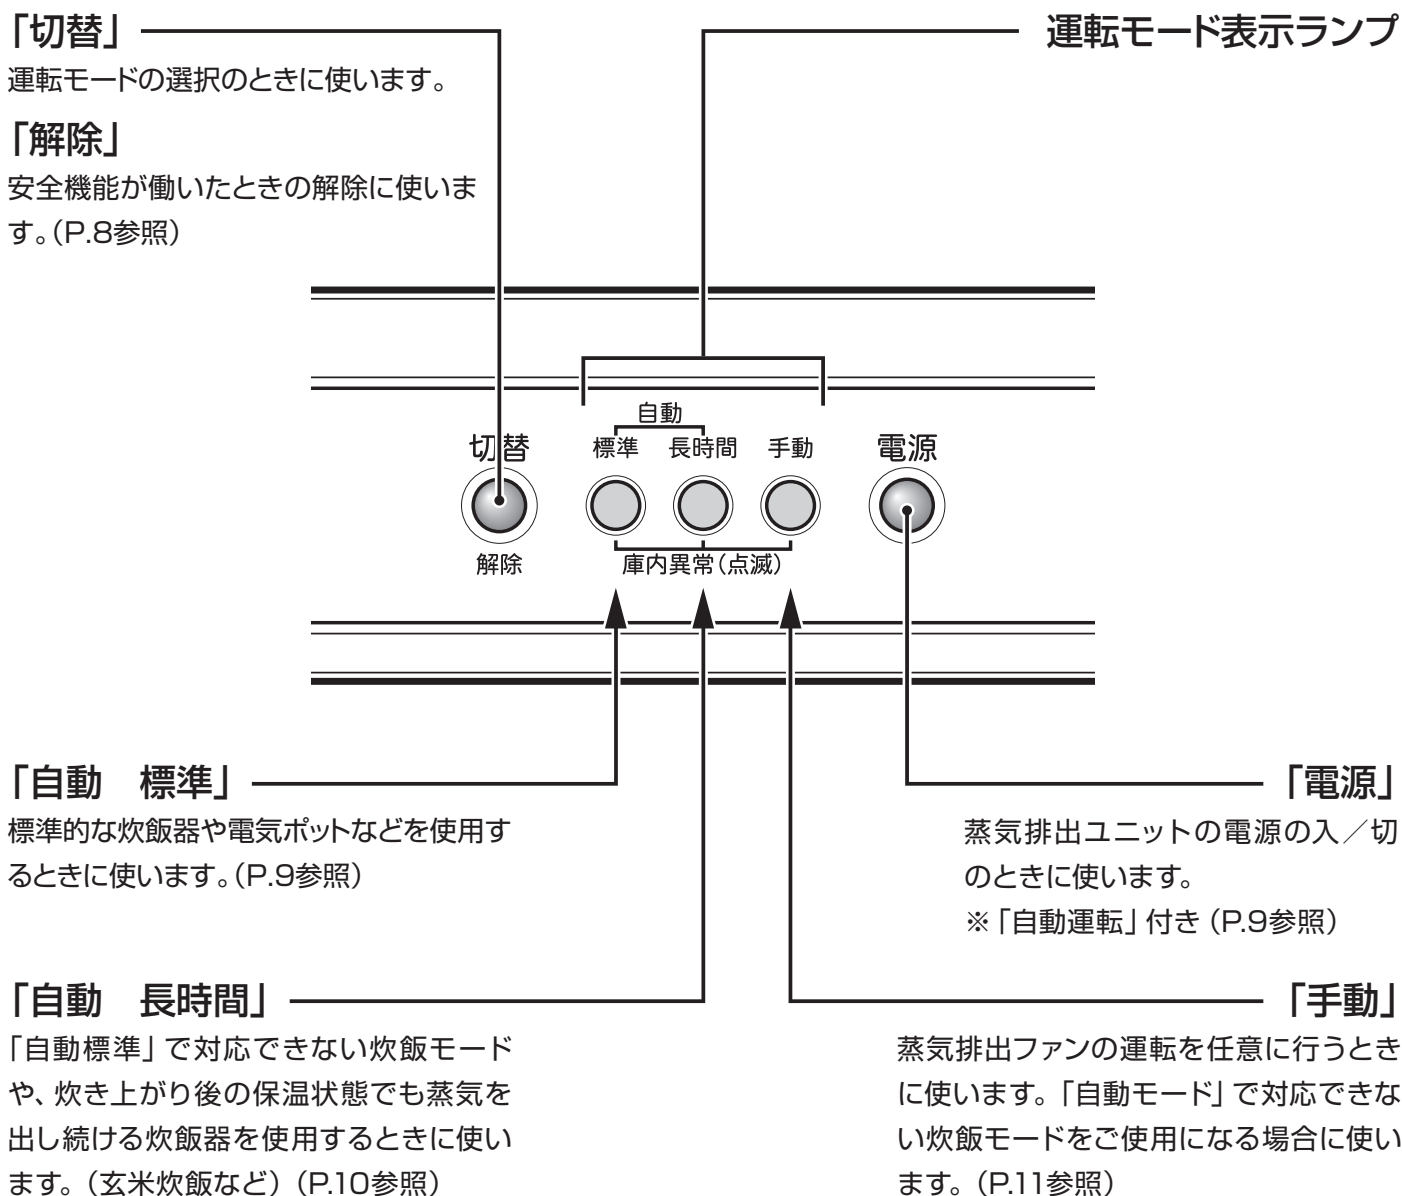 「切替」
運転モードの選択のときに使います。
「解除」
安全機能が働いたときの解除に使いま
す。(P.8参照)
運転モード表示ランプ
自動
切替
標準
長時間
手動
電源
解除
庫内異常(点滅)
「自動　標準」
標準的な炊飯器や電気ポットなどを使用す
るときに使います。(P.9参照)
「電源」
蒸気排出ユニットの電源の入／切
のときに使います。
※「自動運転」付き(P.9参照)
「自動　長時間」
「自動標準」で対応できない炊飯モード
や、炊き上がり後の保温状態でも蒸気を
出し続ける炊飯器を使用するときに使い
ます。(玄米炊飯など)(P.10参照)
「手動」
蒸気排出ファンの運転を任意に行うとき
に使います。「自動モード」で対応できな
い炊飯モードをご使用になる場合に使い
ます。(P.11参照)